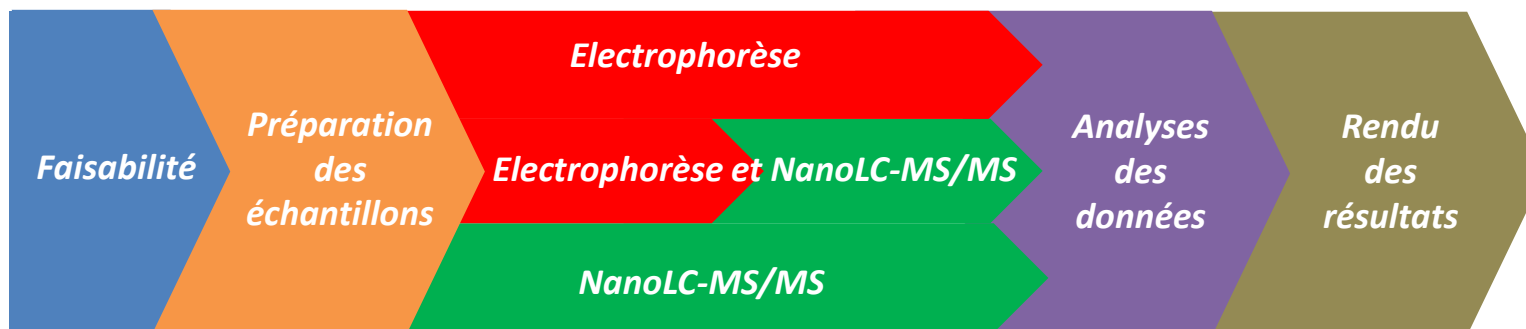 Faisabilité
Préparation
des
échantillons
Electrophorèse
Electrophorèse et NanoLC-MS/MS
NanoLC-MS/MS
Analyses
des
données
Rendu
des
résultats